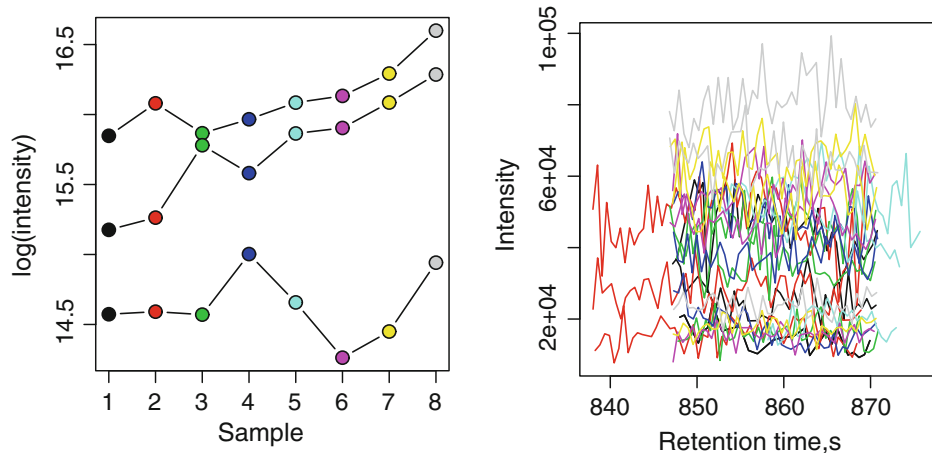 log(intensity)
16.5
15.5
14.5
1 2 3 4 5 6 7 8
Sample
Intensity
1e+05
6e+04
2e+04
840 850 860 870
Retention time,s